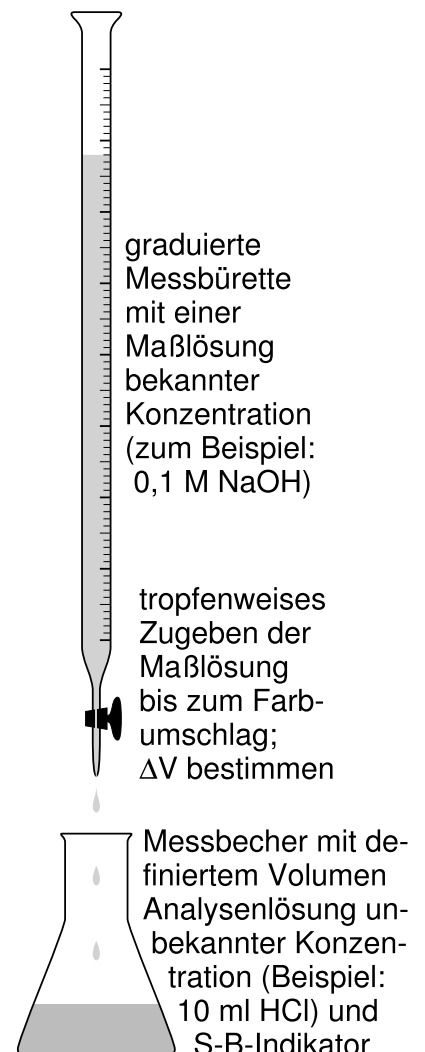 graduierte
Messbürette
mit einer
Maßlösung
bekannter
Konzentration
(zum Beispiel:
0,1 M NaOH)
tropfenweises
Zugeben der
Maßlösung
bis zum Farb-
umschlag;
ΔV bestimmen
Messbecher mit de-
finiertem Volumen
Analysenlösung un-
bekannter Konzen-
tration (Beispiel:
10 ml HCl) und
S-B-Indikator